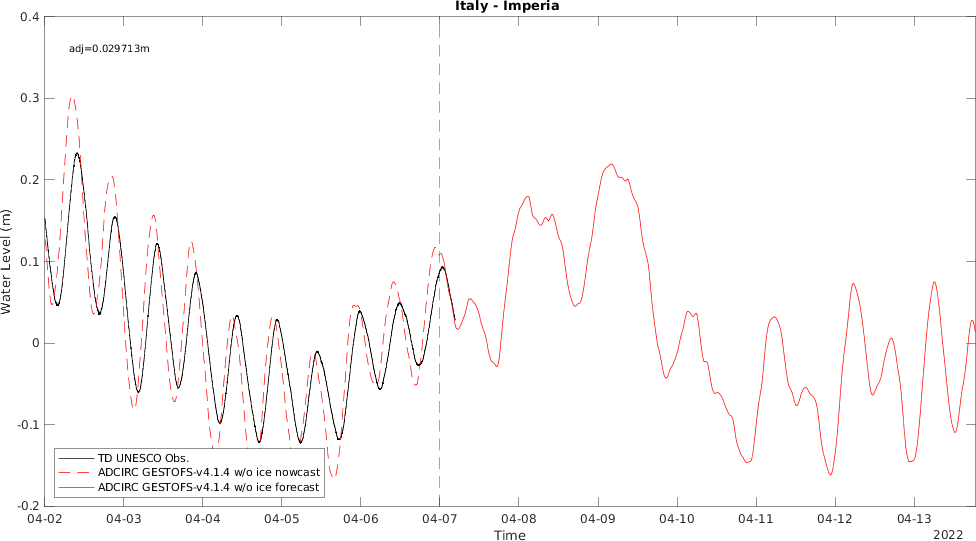 Italy - Imperia
0.4
adj=0.029713m
0.3
0.2
0.1
0
-0.1
-0.2
Water Level (m)
TD UNESCO Obs.
ADCIRC GESTOFS-v4.1.4 w/o ice nowcast
ADCIRC GESTOFS-v4.1.4 w/o ice forecast
04-02 04-03 04-04 04-05 04-06 04-07 04-08 04-09 04-10 04-11 04-12 04-13
Time
2022